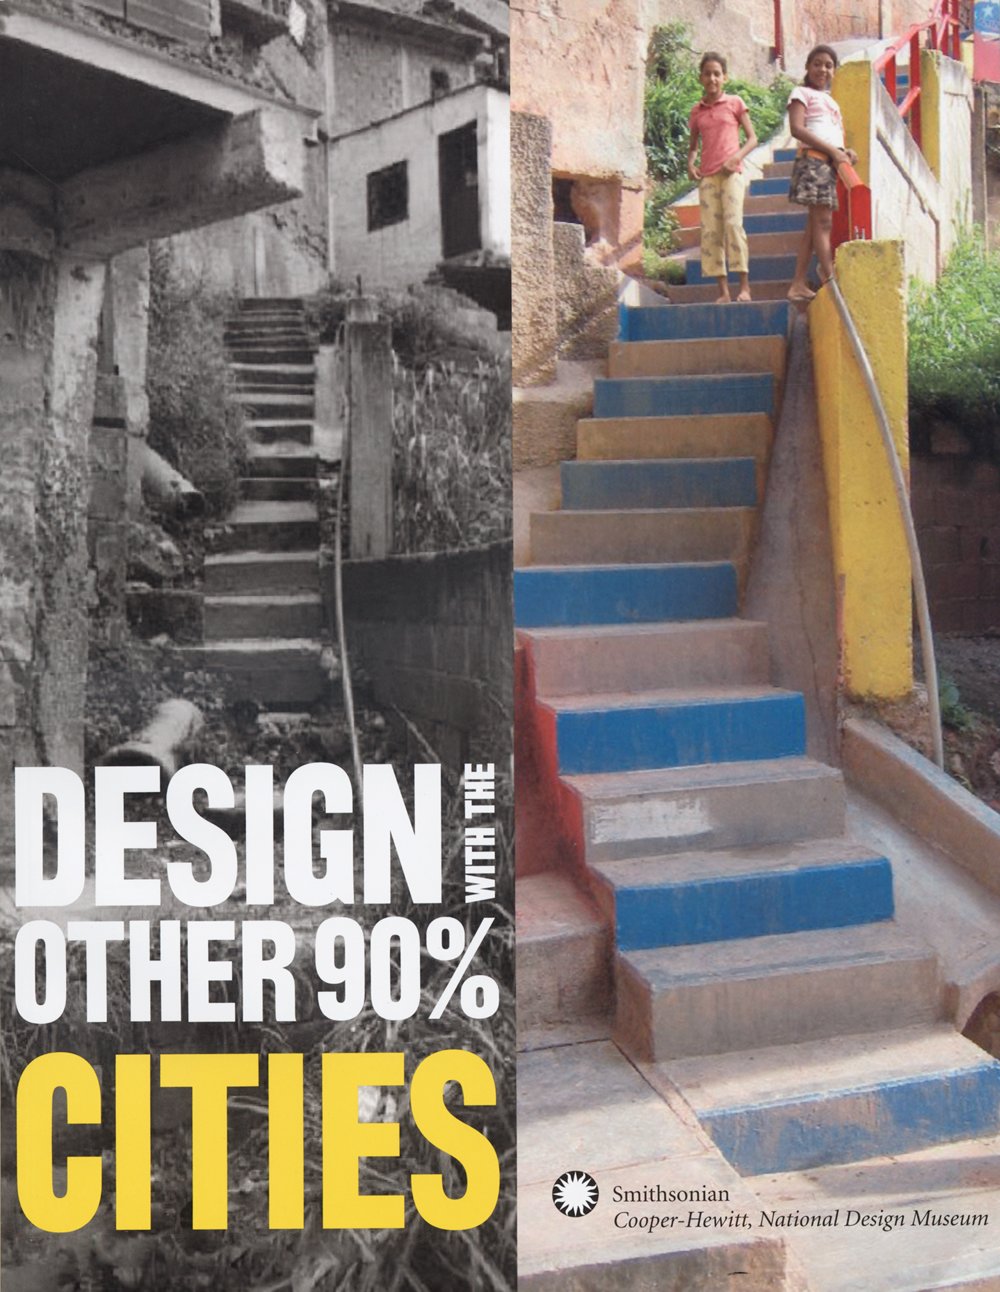 DESIGN WITH THE
OTHER 90%
CITIES
Smithsonian
Cooper-Hewitt, National Design Museum